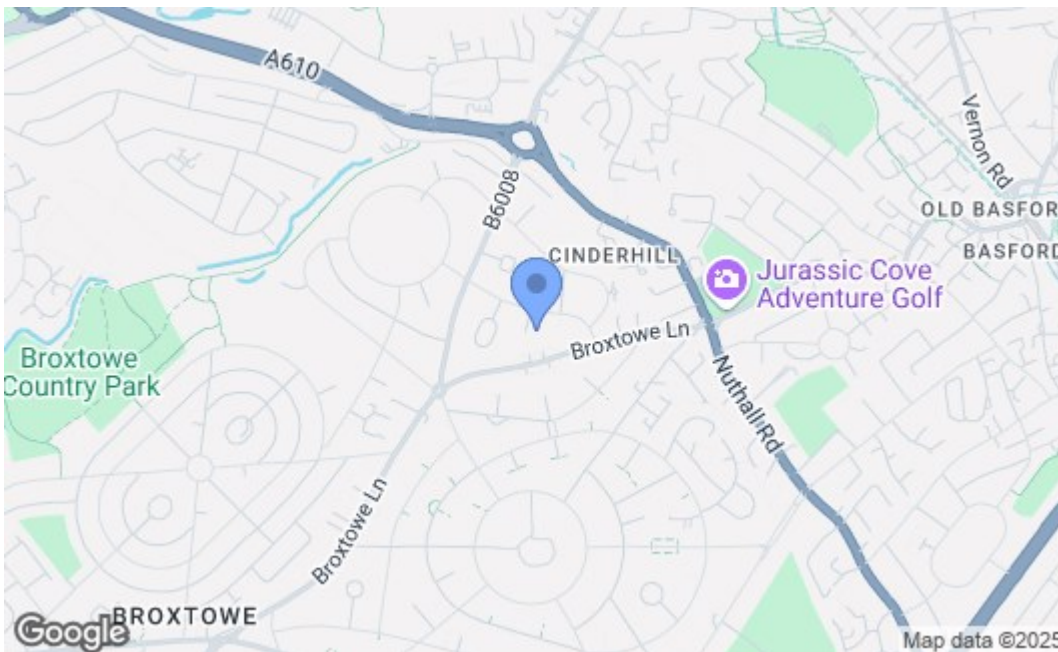 A610
Vernon Rd
B6008
OLD BASFOR
CINDERHILL
BASFORD
Jurassic Cove
Adventure Golf
Broxtowe Ln
Broxtowe
Country Park
Nuthall Rd
Broxtowe Ln
BROXTOWE
Google
Map data ©2025